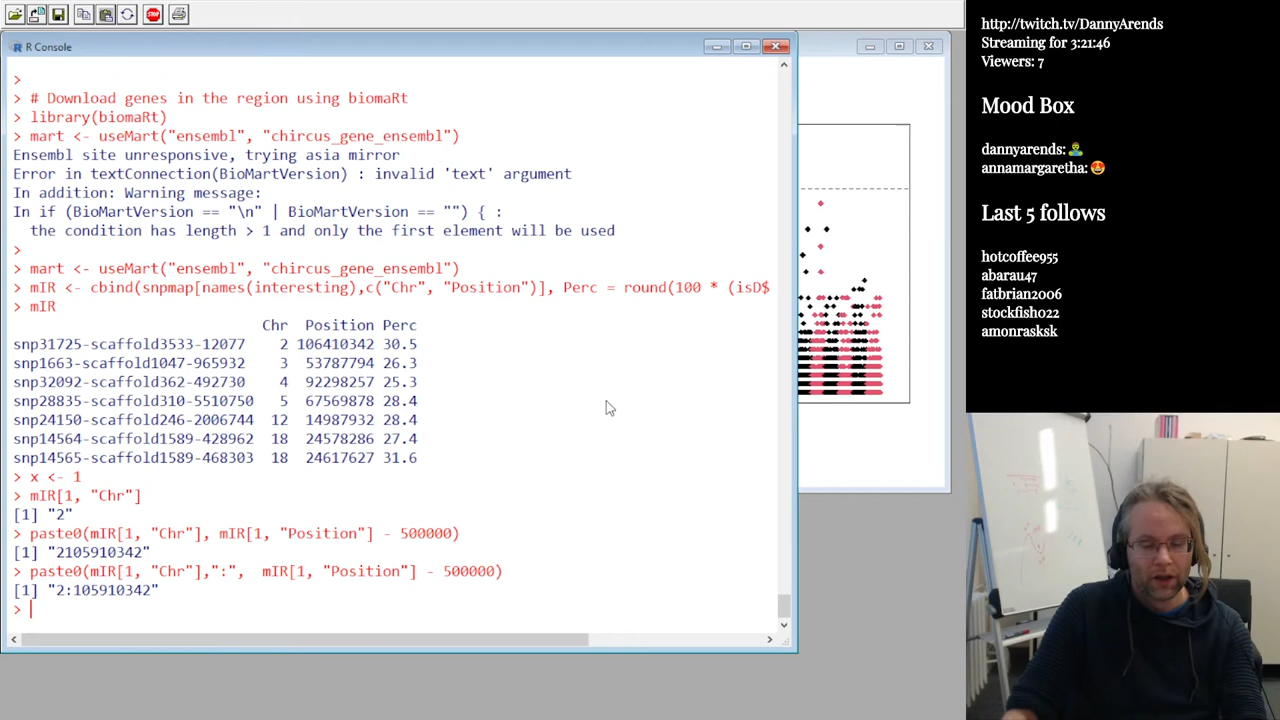 R Console
>
> # Download genes in the region using biomaRt
> library(biomaRt)
> mart <- useMart("ensembl", "chircus_gene_ensembl")
Ensembl site unresponsive, trying asia mirror
Error in textConnection(BioMartVersion) : invalid 'text' argument
In addition: Warning message:
In if (BioMartVersion == "\n" | BioMartVersion == "") { :
the condition has length > 1 and only the first element will be used
>
> mart <- useMart("ensembl", "chircus_gene_ensembl")
> mIR <- cbind(snpmap[names(interesting),c("Chr", "Position")], Perc = round(100 * (isD$
> mIR
Chr Position Perc
snp31725-scaffold3533-12077 2 106410342 30.5
snp1663-scaffold1047-965932 3 53787794 26.3
snp32092-scaffold362-492730 4 92298257 25.3
snp28835-scaffold310-5510750 5 67569878 28.4
snp24150-scaffold246-2006744 12 14987932 28.4
snp14564-scaffold1589-428962 18 24578286 27.4
snp14565-scaffold1589-468303 18 24617627 31.6
> x <- 1
> mIR[1, "Chr"]
[1] "2"
> paste0(mIR[1, "Chr"], mIR[1, "Position"] - 500000)
[1] "2105910342"
> paste0(mIR[1, "Chr"],":", mIR[1, "Position"] - 500000)
[1] "2:105910342"
>
STOP
http://twitch.tv/DannyArends
Streaming for 3:21:46
Viewers: 7
Mood Box
dannyarends:
annamargaretha:
Last 5 follows
hotcoffee955
abarau47
fatbrian2006
stockfish022
amonrasksk